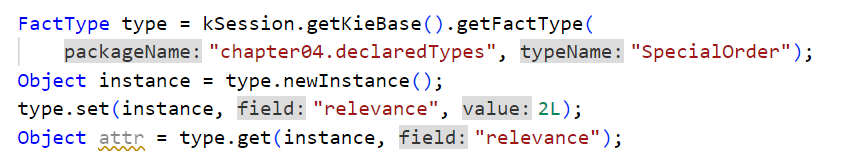 FactType type = kSession.getKieBase().getFactType(
packageName: "chapter04.declaredTypes", typeName: "SpecialOrder");
Object instance = type.newInstance();
type.set(instance, field: "relevance", value: 2L);
Object attr = type.get(instance, field: "relevance");